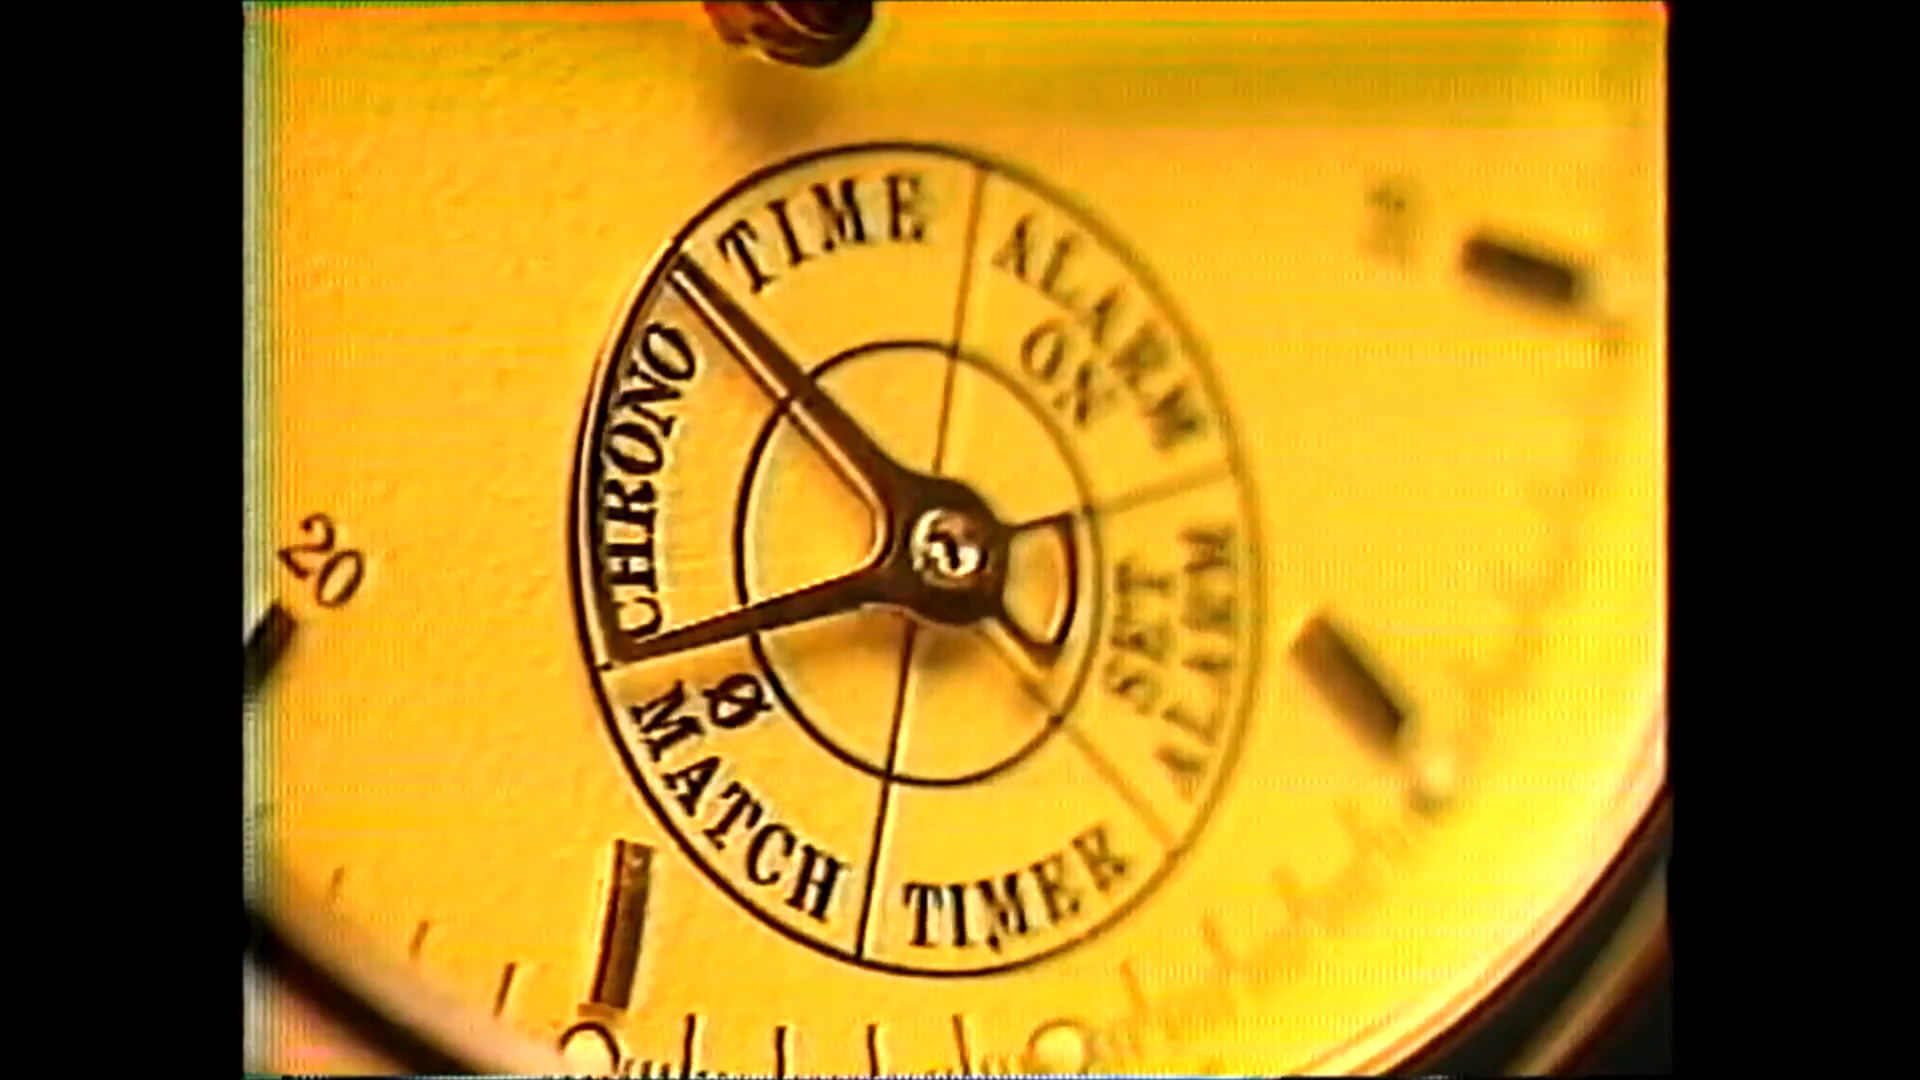 TIME
ALARM
ON
SET
ALARM
TIMER
&
MATCH
CHRONO
20